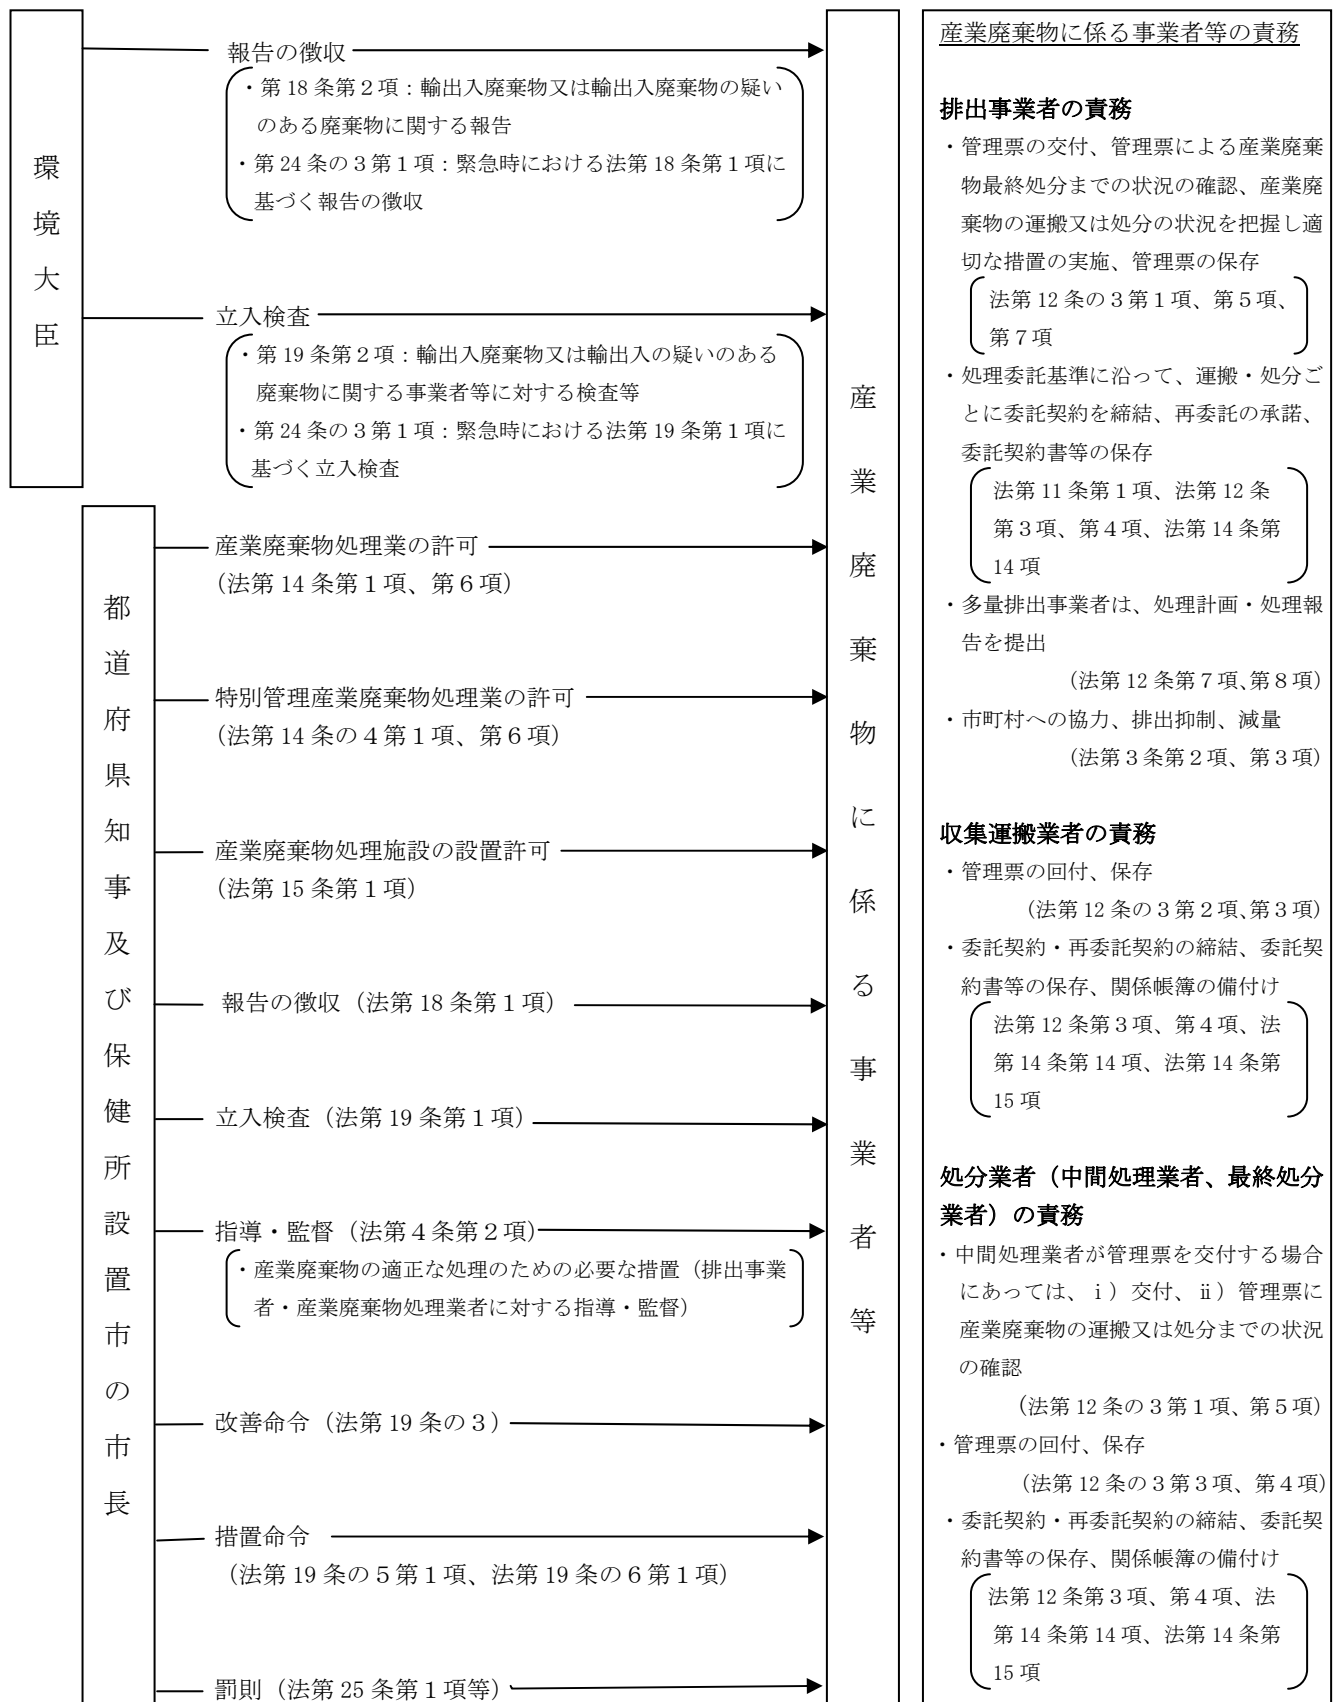 環境大臣
報告の徴収
・第18条第2項：輸出入廃棄物又は輸出入廃棄物の疑い
のある廃棄物に関する報告
・第24条の3第1項：緊急時における法第18条第1項に
基づく報告の徴収
立入検査
・第19条第2項：輸出入廃棄物又は輸出入の疑いのある
廃棄物に関する事業者等に対する検査等
・第24条の3第1項：緊急時における法第19条第1項に
基づく立入検査
都道府県知事及び保健所設置市の市長
産業廃棄物処理業の許可
（法第14条第1項、第6項）
特別管理産業廃棄物処理業の許可
（法第14条の4第1項、第6項）
産業廃棄物処理施設の設置許可
（法第15条第1項）
報告の徴収（法第18条第1項）
立入検査（法第19条第1項）
指導・監督（法第4条第2項）
・産業廃棄物の適正な処理のための必要な措置（排出事業
者・産業廃棄物処理業者に対する指導・監督）
改善命令（法第19条の3）
措置命令
（法第19条の5第1項、法第19条の6第1項）
罰則（法第25条第1項等）
産業廃棄物に係る事業者等
産業廃棄物に係る事業者等の責務
排出事業者の責務
・管理票の交付、管理票による産業廃棄
物最終処分までの状況の確認、産業廃
棄物の運搬又は処分の状況を把握し適
切な措置の実施、管理票の保存
法第12条の3第1項、第5項、
第7項
・処理委託基準に沿って、運搬・処分ご
とに委託契約を締結、再委託の承諾、
委託契約書等の保存
法第11条第1項、法第12条
第3項、第4項、法第14条第
14項
・多量排出事業者は、処理計画・処理報
告を提出
（法第12条第7項、第8項）
・市町村への協力、排出抑制、減量
（法第3条第2項、第3項）
収集運搬業者の責務
・管理票の回付、保存
（法第12条の3第2項、第3項）
・委託契約・再委託契約の締結、委託契
約書等の保存、関係帳簿の備付け
法第12条第3項、第4項、法
第14条第14項、法第14条第
15項
処分業者（中間処理業者、最終処分
業者）の責務
・中間処理業者が管理票を交付する場合
にあっては、ⅰ）交付、ⅱ）管理票に
産業廃棄物の運搬又は処分までの状況
の確認
（法第12条の3第1項、第5項）
・管理票の回付、保存
（法第12条の3第3項、第4項）
・委託契約・再委託契約の締結、委託契
約書等の保存、関係帳簿の備付け
法第12条第3項、第4項、法
第14条第14項、法第14条第
15項